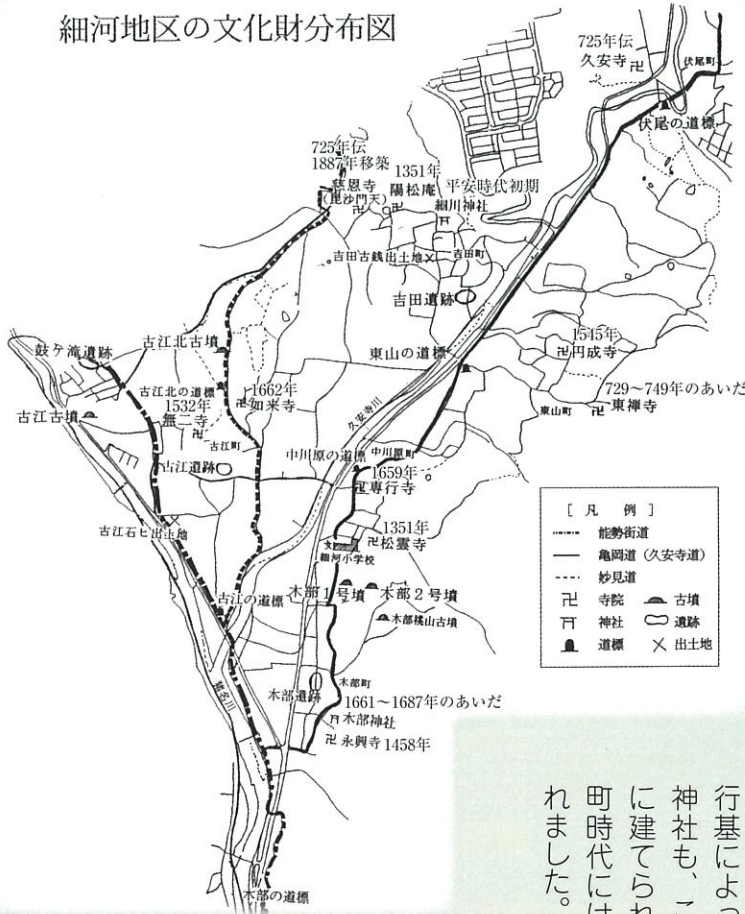 細河地区の文化財分布図
725年伝
久安寺
伏尾町
伏尾の道標
725年伝
1887年移築
慈恩寺
(毘沙門天)
1351年
陽松庵
平安時代初期
細川神社
吉田古銭出土地
吉田町
吉田遺跡
東山の道標
1545年
円成寺
729~749年のあいだ
東禅寺
東山町
鼓ケ滝遺跡
古江北古墳
古江北の道標
1662年
如来寺
古江古墳
1532年
無二寺
古江町
古江遺跡
久安寺川
中川原の道標
中川原町
1659年
専行寺
古江石ヒ出土地
1351年
松雲寺
文
細河小学校
古江の道標
木部1号墳
木部2号墳
木部桃山古墳
猪名川
木部遺跡
木部町
1661~1687年のあいだ
木部神社
永興寺 1458年
木部の道標
[凡 例]
能勢街道
亀岡道(久安寺道)
妙見道
寺院
古墳
神社
遺跡
道標
出土地
行基によっ
神社も、こ
に建てられ
町時代には
れました。